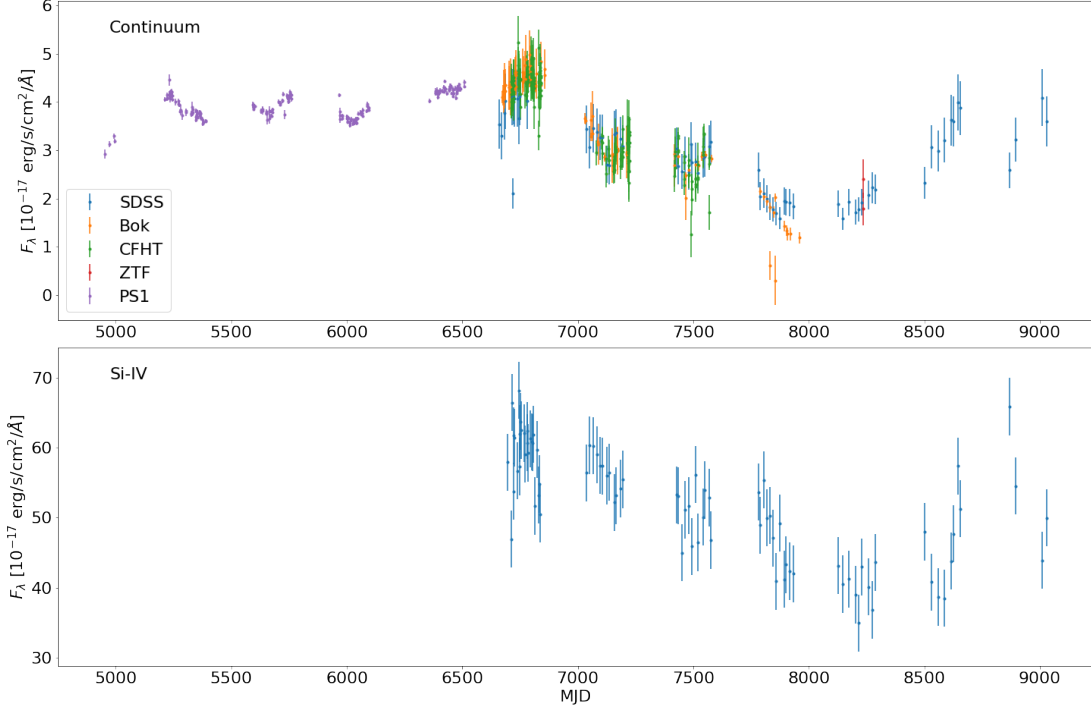 Continuum
6
5
4
3
2
1
0
F_λ [10^-17 erg/s/cm^2/Å]
SDSS
Bok
CFHT
ZTF
PS1
5000 5500 6000 6500 7000 7500 8000 8500 9000
Si-IV
70
60
50
40
30
F_λ [10^-17 erg/s/cm^2/Å]
5000 5500 6000 6500 7000 7500 8000 8500 9000
MJD